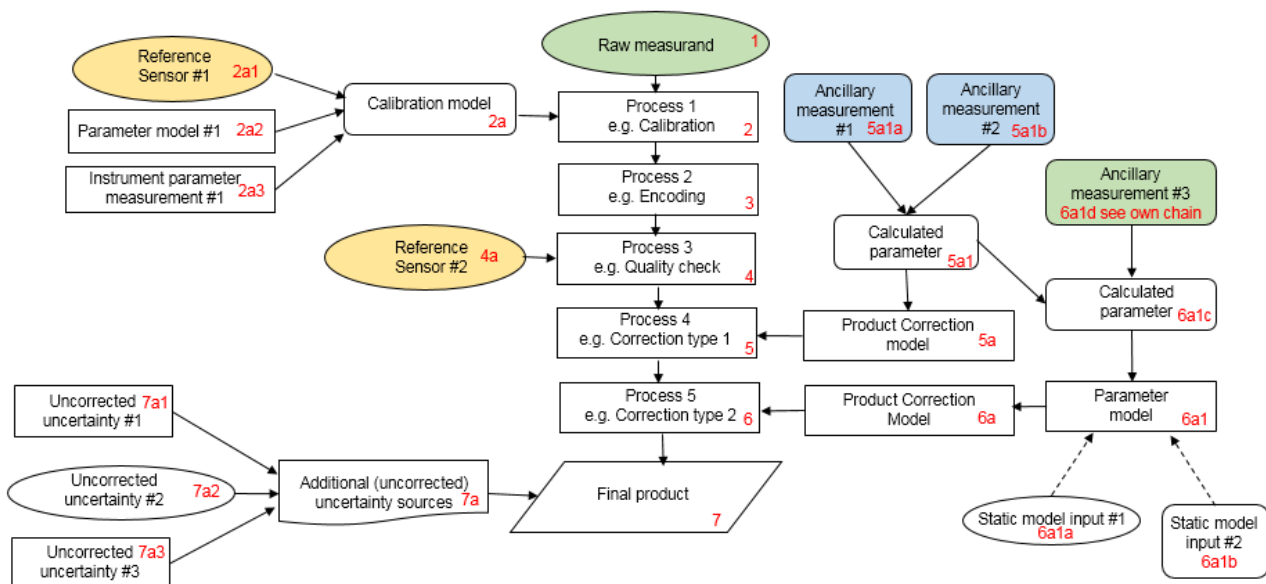 Raw measurand
1
Reference
Sensor #1
2a1
Parameter model #1
2a2
Instrument parameter
measurement #1
2a3
Calibration model
2a
Process 1
e.g. Calibration
2
Process 2
e.g. Encoding
3
Reference
Sensor #2
4a
Process 3
e.g. Quality check
4
Process 4
e.g. Correction type 1
5
Process 5
e.g. Correction type 2
6
Ancillary
measurement
#1
5a1a
Ancillary
measurement
#2
5a1b
Ancillary
measurement #3
6a1d see own chain
Calculated
parameter
5a1
Calculated
parameter
6a1c
Product Correction
model
5a
Product Correction
Model
6a
Parameter
model
6a1
Static model input #1
6a1a
Static model
input #2
6a1b
Uncorrected
uncertainty #1
7a1
Uncorrected
uncertainty #2
7a2
Uncorrected
uncertainty #3
7a3
Additional (uncorrected)
uncertainty sources
7a
Final product
7